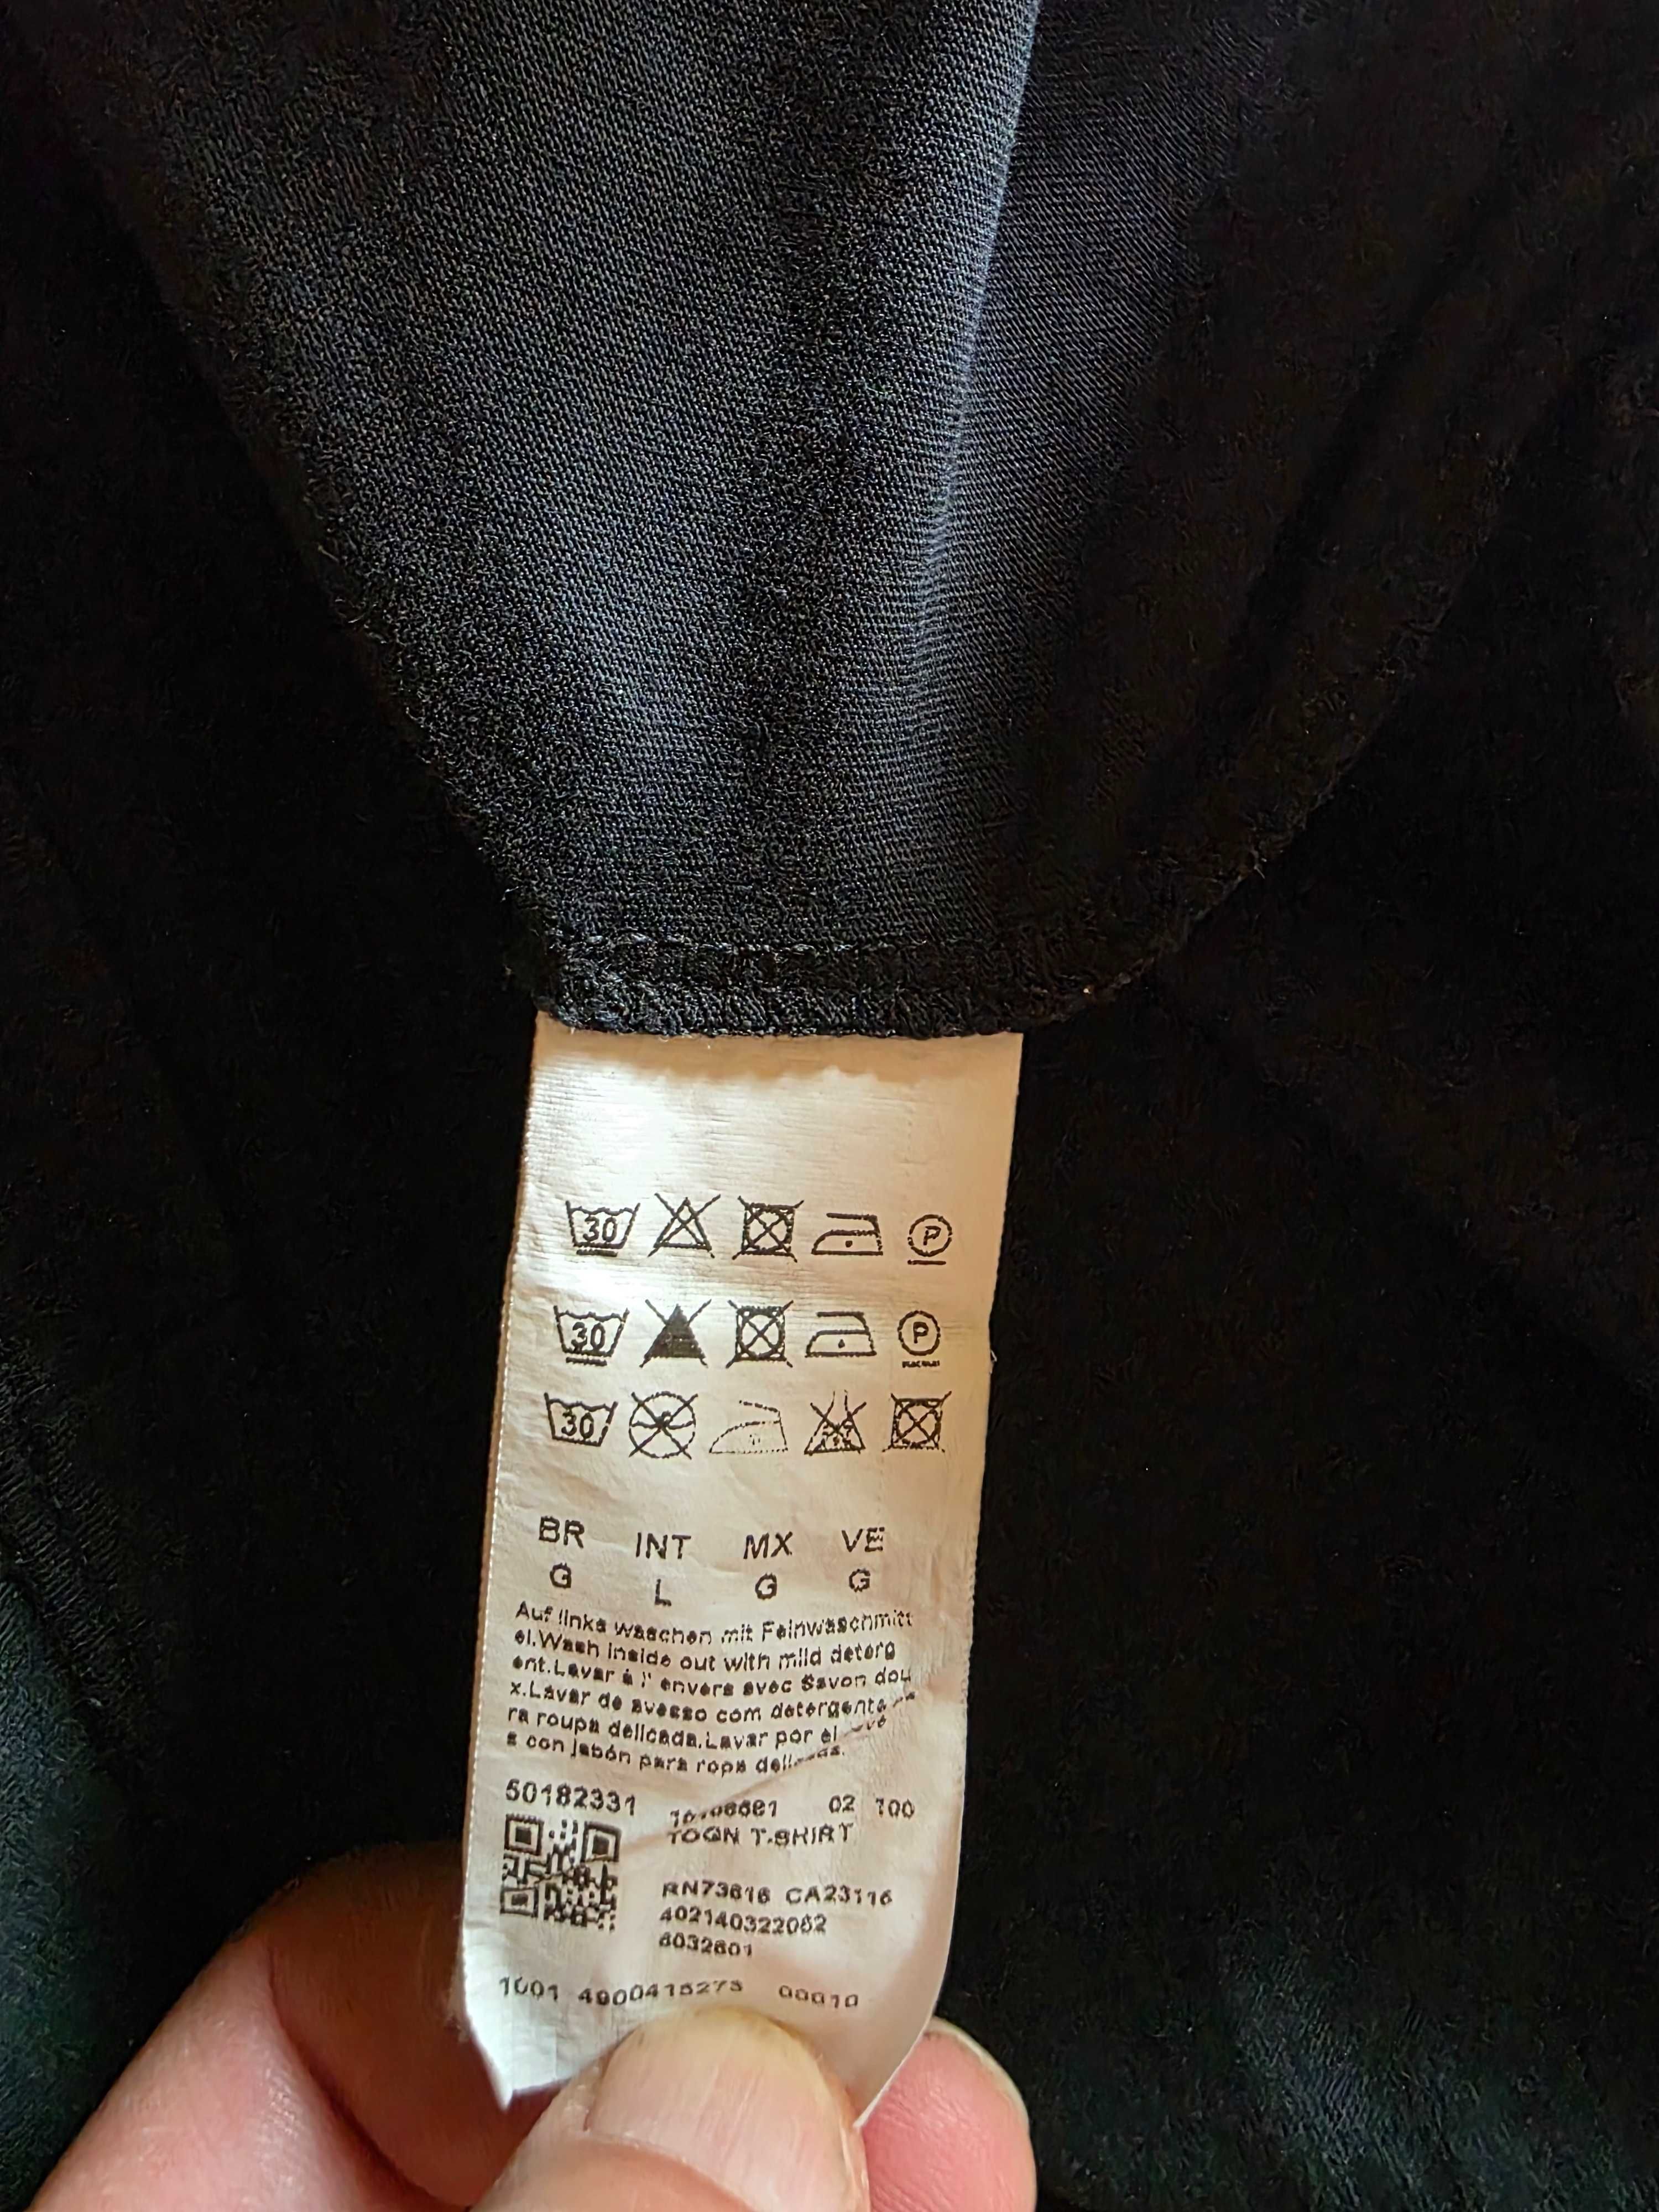 30 P
30 P
30
BR INT MX VE
G L G G
Auf links waschen mit Feinwaschmitt
el.Wash inside out with mild deterg
ent.Lavar à l' envers avec Savon dou
x.Lavar de avesso com detergente
ra roupa delicada.Lavar por el
s con jabón para ropa
50182331 02 100
TOGN T-SHIRT
RN73616 CA23116
402140322062
6032601
1001 4900415275 00010